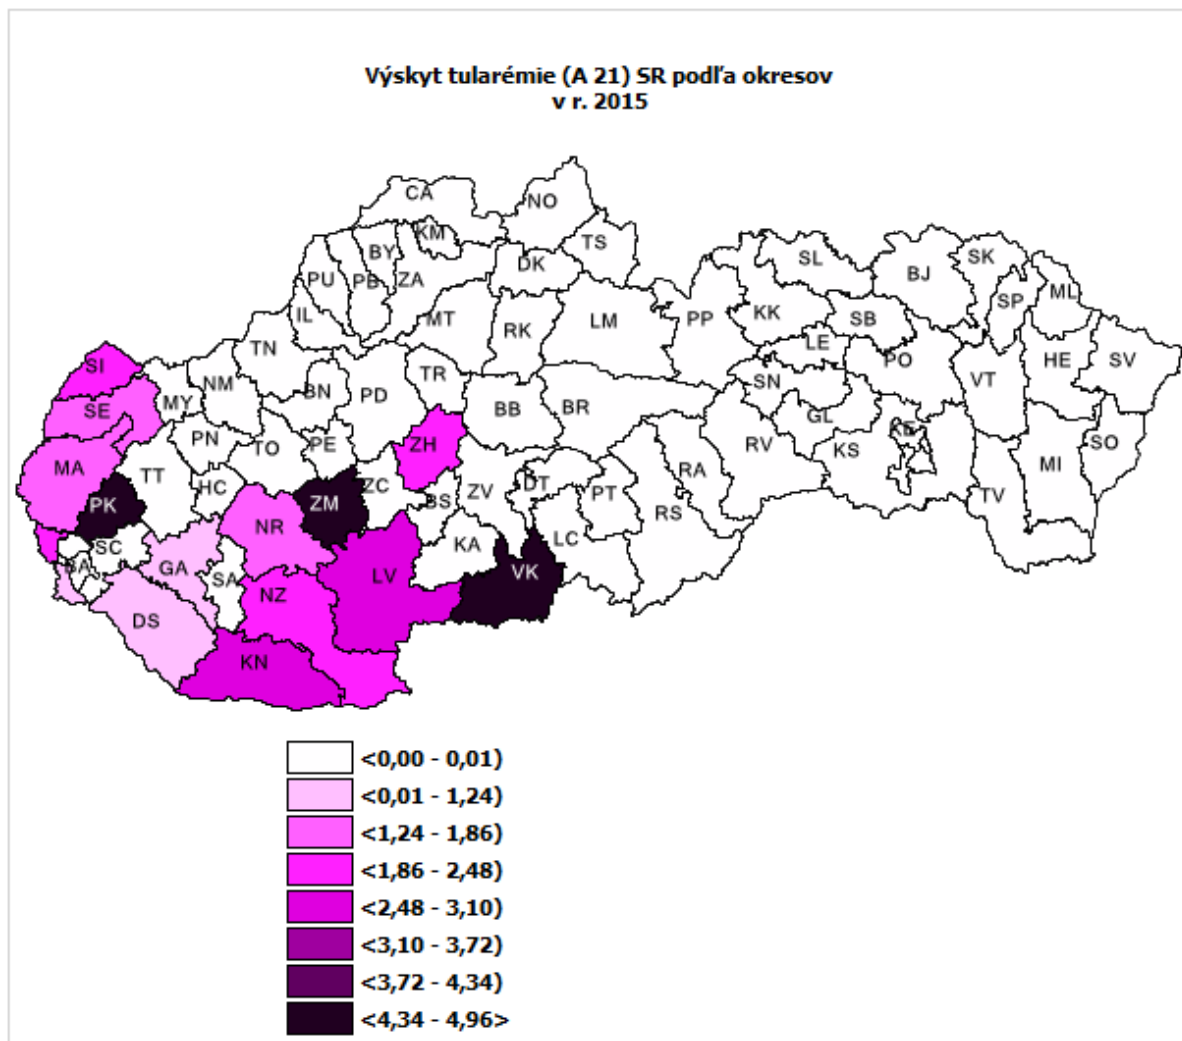 Výskyt tularémie (A 21) SR podľa okresov
v r. 2015
CA
NO
KM
TS
BY
DK
SL
SK
BJ
PU
PB
ZA
ML
SP
IL
MT
RK
LM
PP
KK
SB
TN
LE
PO
HE
SV
SI
NM
BN
PD
TR
SN
VT
MY
SE
BB
BR
GL
PN
TO
PE
ZH
RV
KS
KE
SO
MA
TT
HC
ZM
ZC
BS
ZV
DT
PT
RA
RS
MI
TV
PK
NR
SC
KA
LC
BA
GA
SA
LV
VK
NZ
DS
KN
<0,00 - 0,01)
<0,01 - 1,24)
<1,24 - 1,86)
<1,86 - 2,48)
<2,48 - 3,10)
<3,10 - 3,72)
<3,72 - 4,34)
<4,34 - 4,96>